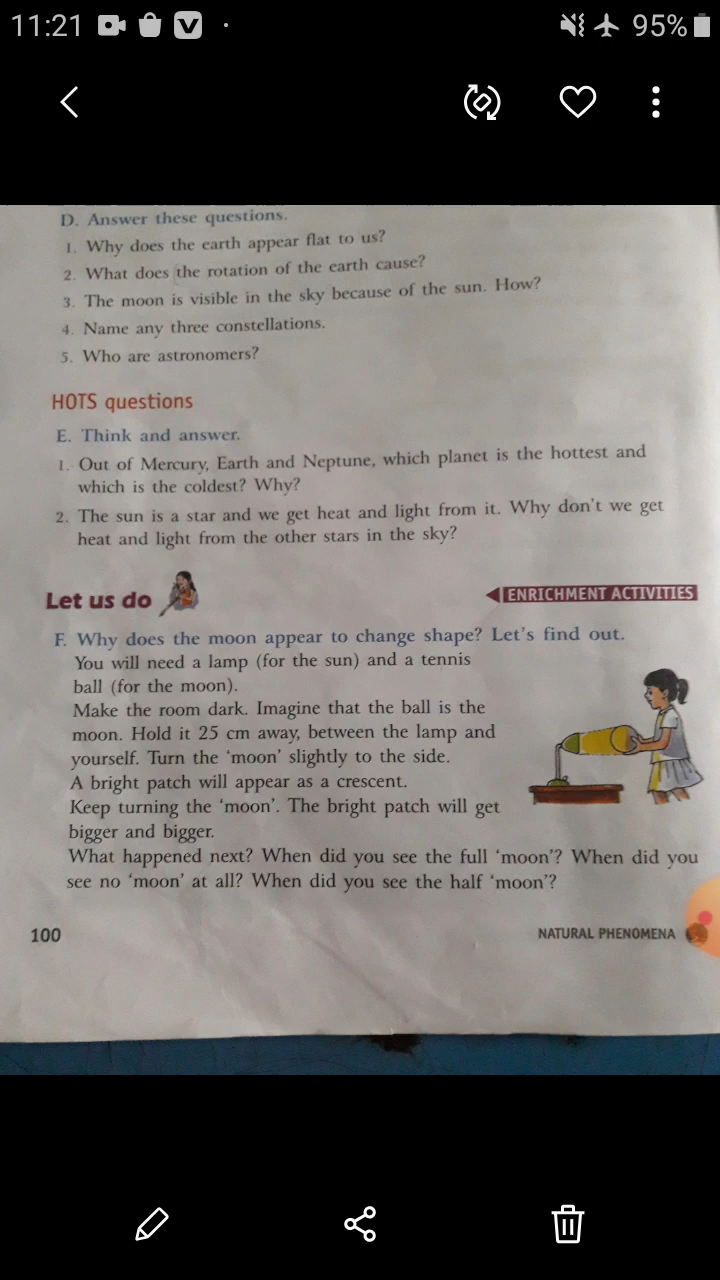 11:21
95%
D. Answer these questions.
1. Why does the earth appear flat to us?
2. What does the rotation of the earth cause?
3. The moon is visible in the sky because of the sun. How?
4. Name any three constellations.
5. Who are astronomers?
HOTS questions
E. Think and answer.
1. Out of Mercury, Earth and Neptune, which planet is the hottest and
which is the coldest? Why?
2. The sun is a star and we get heat and light from it. Why don't we get
heat and light from the other stars in the sky?
Let us do
ENRICHMENT ACTIVITIES
F. Why does the moon appear to change shape? Let's find out.
You will need a lamp (for the sun) and a tennis
ball (for the moon).
Make the room dark. Imagine that the ball is the
moon. Hold it 25 cm away, between the lamp and
yourself. Turn the 'moon' slightly to the side.
A bright patch will appear as a crescent.
Keep turning the 'moon'. The bright patch will get
bigger and bigger.
What happened next? When did you see the full 'moon'? When did you
see no 'moon' at all? When did you see the half 'moon'?
100
NATURAL PHENOMENA